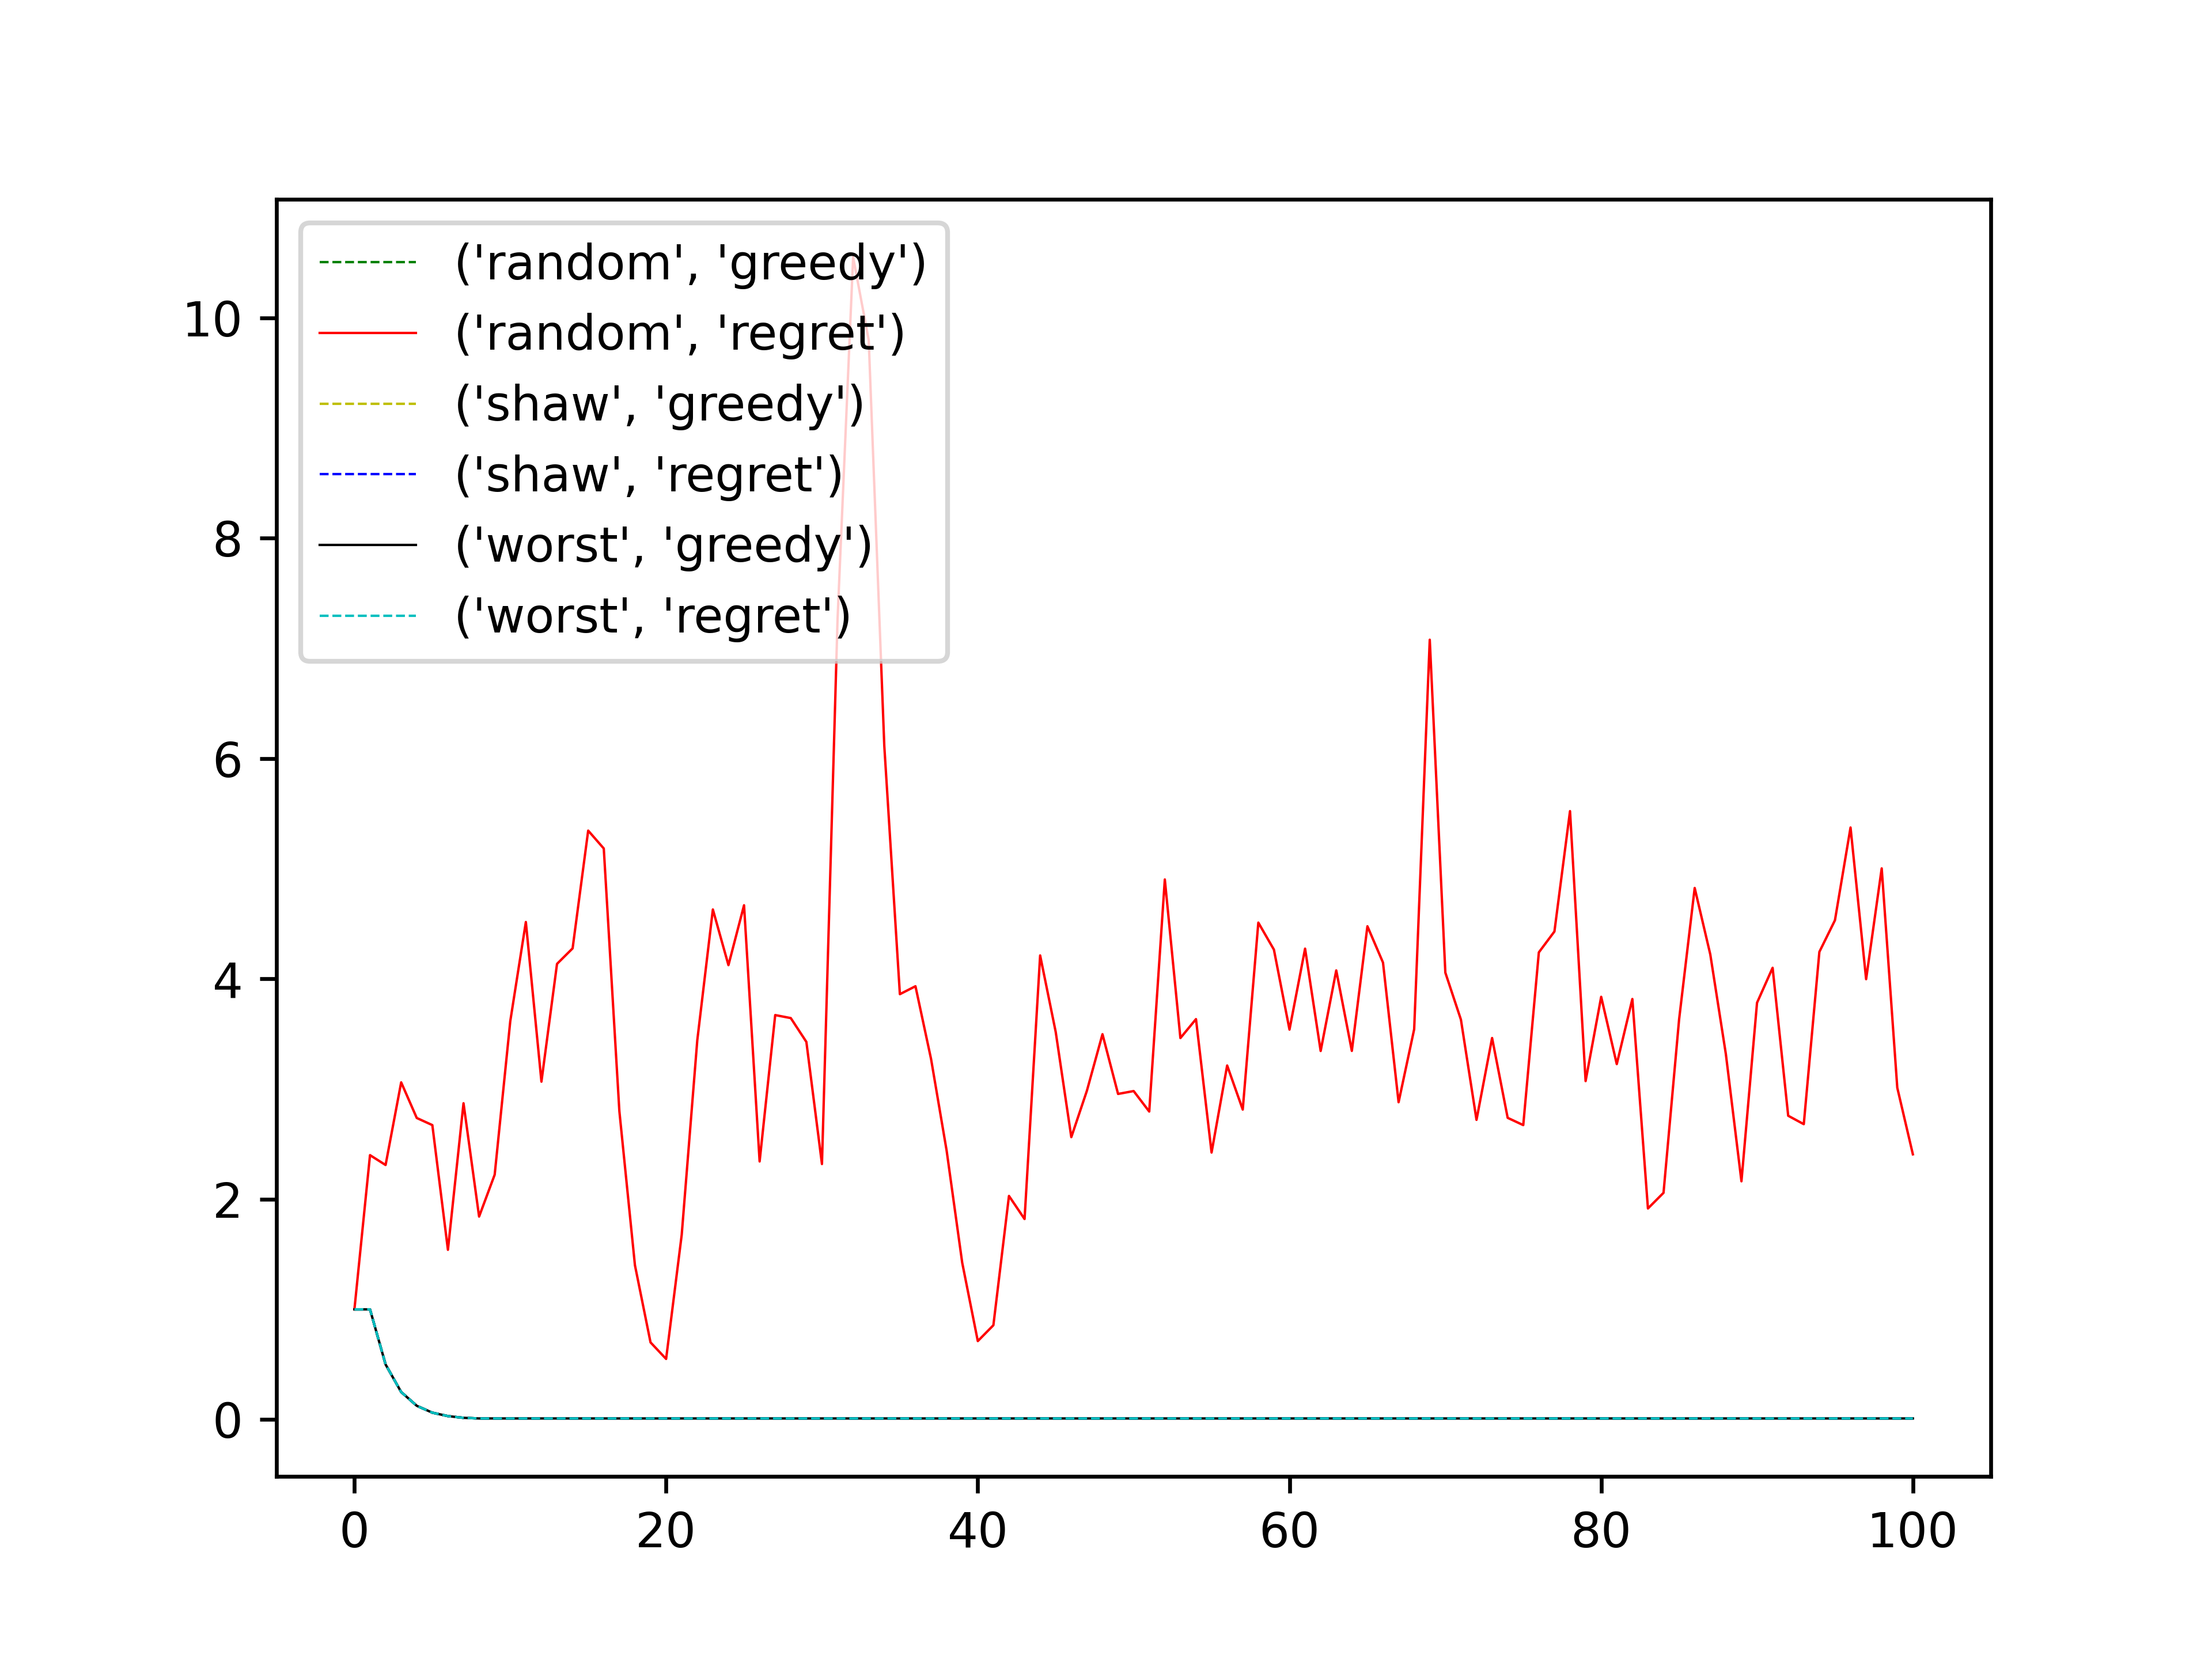 ('random', 'greedy')
('random', 'regret')
('shaw', 'greedy')
('shaw', 'regret')
('worst', 'greedy')
('worst', 'regret')
10
8
6
4
2
0
0 20 40 60 80 100